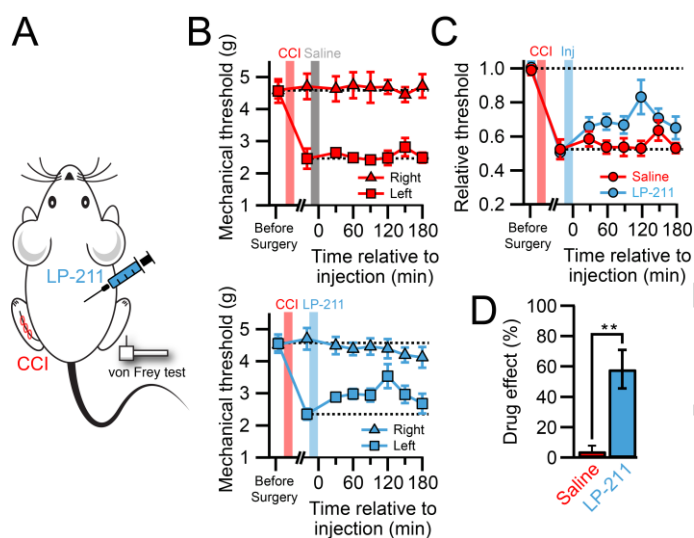 A
LP-211
CCI
von Frey test
B
CCI Saline
Mechanical threshold (g)
5
4
3
2
1
Right
Left
Before
Surgery
0 60 120 180
Time relative to
injection (min)
CCI LP-211
Mechanical threshold (g)
5
4
3
2
1
Right
Left
Before
Surgery
0 60 120 180
Time relative to
injection (min)
C
CCI Inj
Relative threshold
1.0
0.8
0.6
0.4
0.2
Saline
LP-211
Before
Surgery
0 60 120 180
Time relative to
injection (min)
D
Drug effect (%)
100
80
60
40
20
0
**
Saline
LP-211